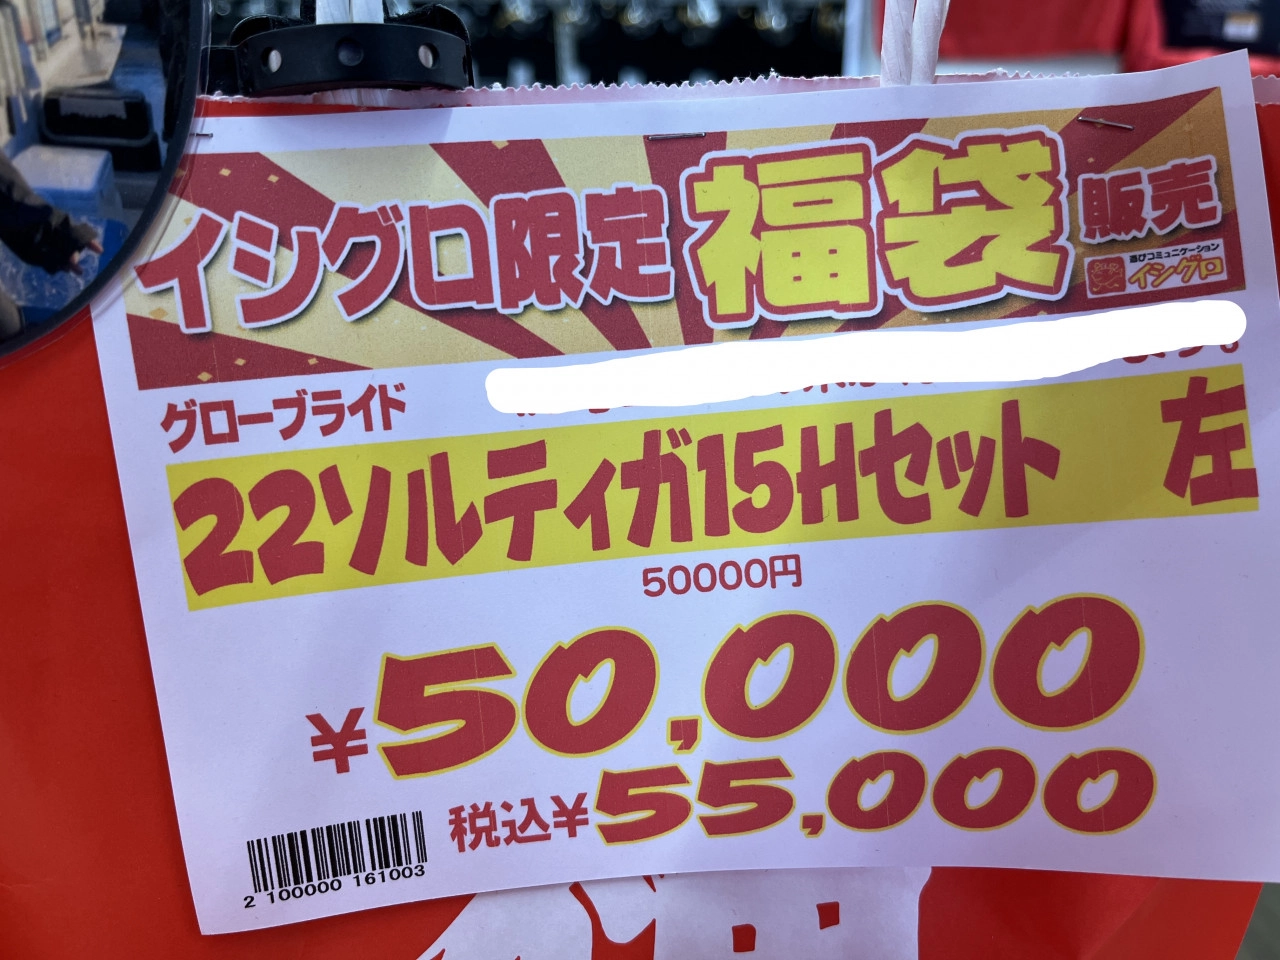 イシグロ限定福袋販売
遊びコミュニケーション
イシグロ
グローブライド
22ソルティガ15Hセット 左
50000円
¥50,000
税込¥55,000
2 100000 161003